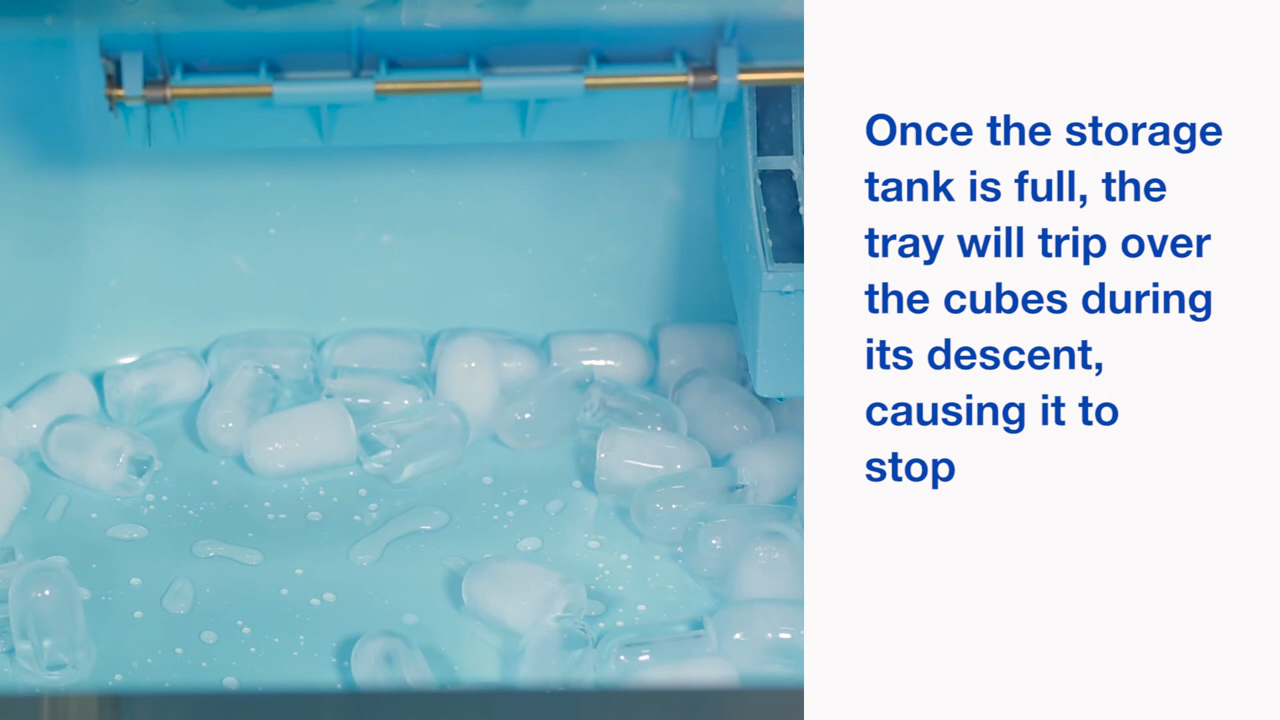 Once the storage
tank is full, the
tray will trip over
the cubes during
its descent,
causing it to
stop